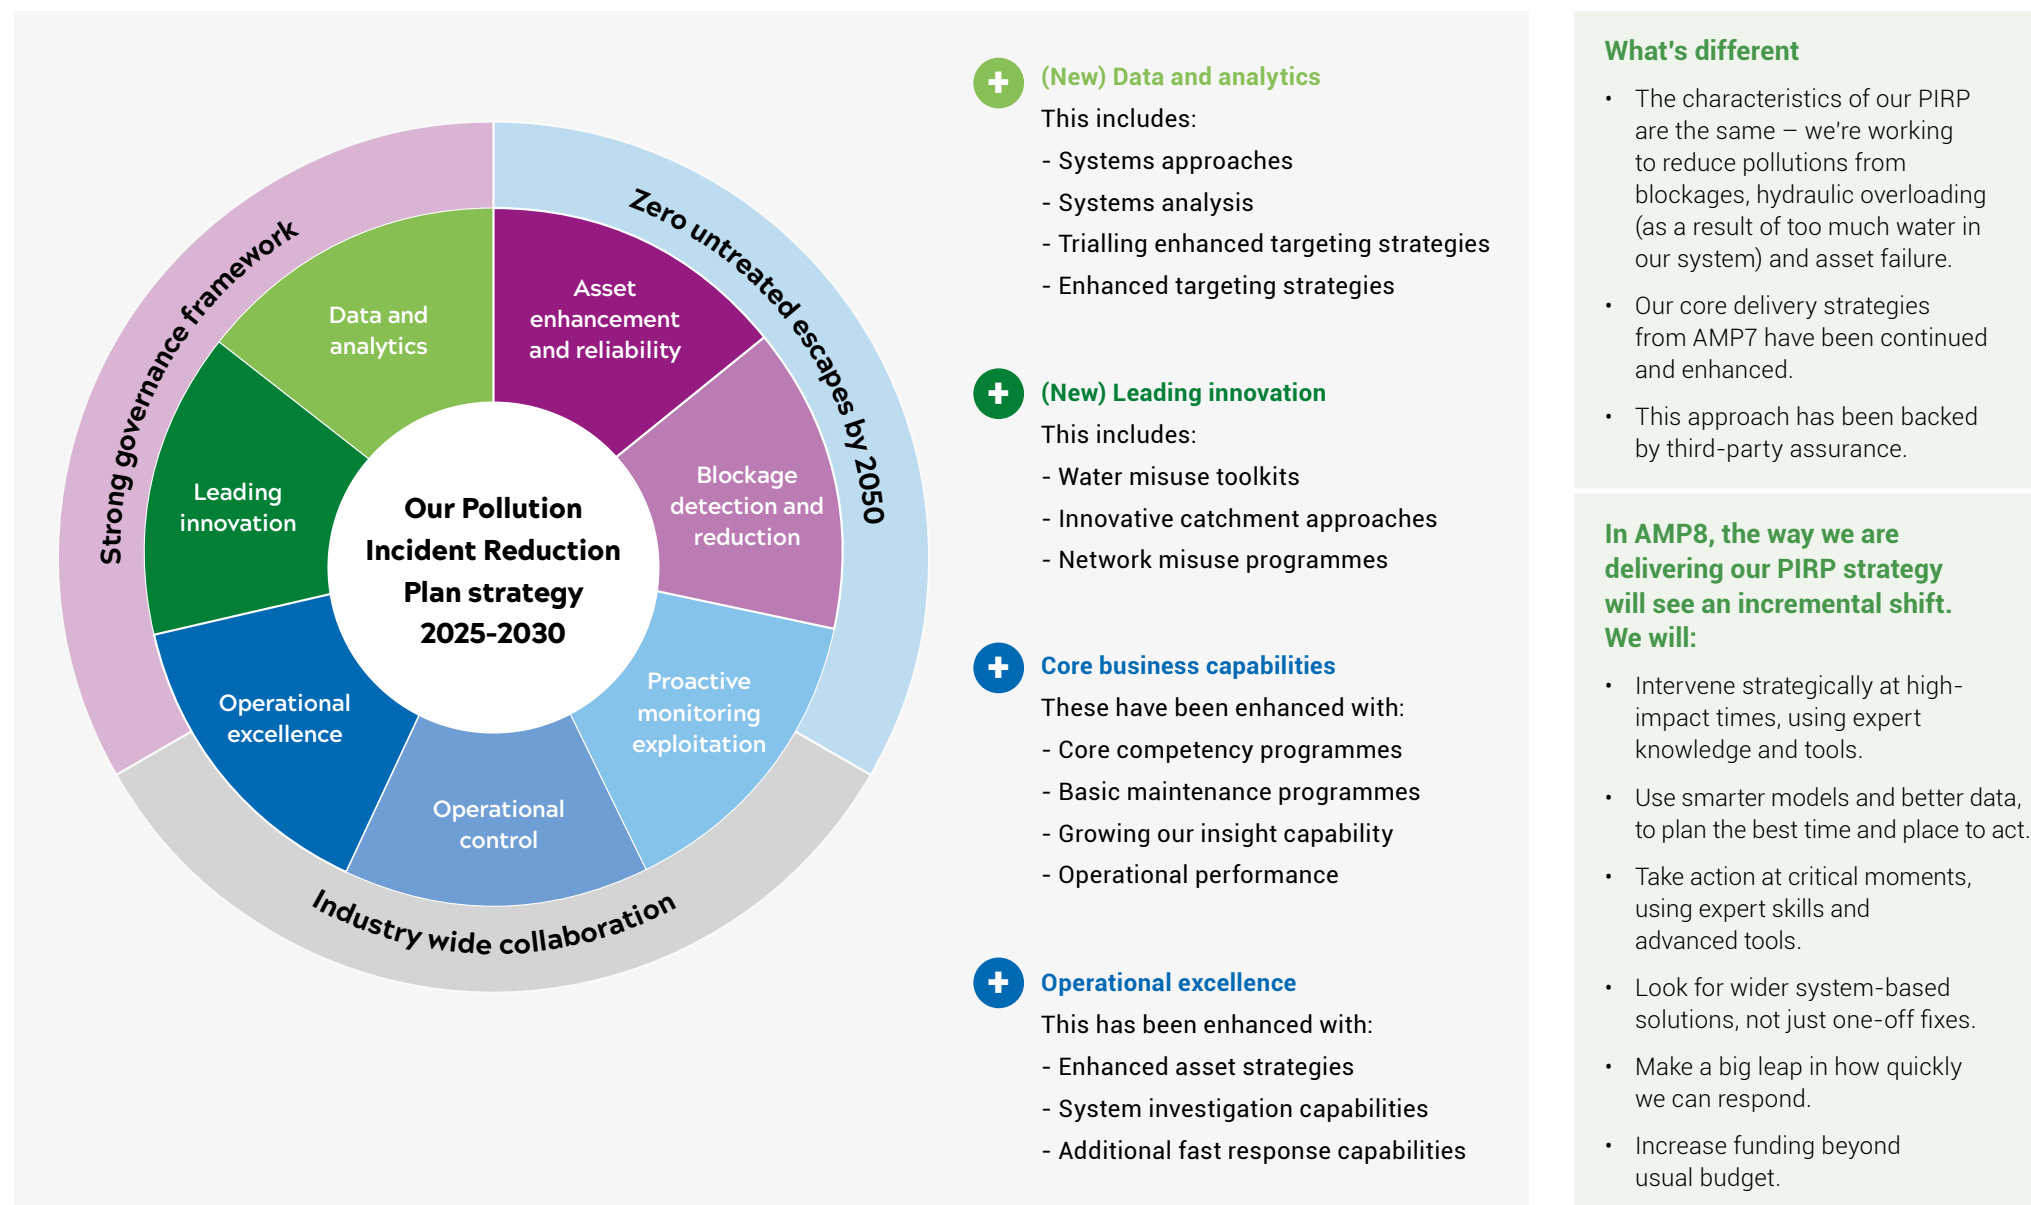 Strong governance framework
Zero untreated escapes by 2050
Industry wide collaboration
Data and
analytics
Asset
enhancement
and reliability
Blockage
detection and
reduction
Proactive
monitoring
exploitation
Operational
control
Operational
excellence
Leading
innovation
Our Pollution
Incident Reduction
Plan strategy
2025-2030
(New) Data and analytics
This includes:
- Systems approaches
- Systems analysis
- Trialling enhanced targeting strategies
- Enhanced targeting strategies
(New) Leading innovation
This includes:
- Water misuse toolkits
- Innovative catchment approaches
- Network misuse programmes
Core business capabilities
These have been enhanced with:
- Core competency programmes
- Basic maintenance programmes
- Growing our insight capability
- Operational performance
Operational excellence
This has been enhanced with:
- Enhanced asset strategies
- System investigation capabilities
- Additional fast response capabilities
What's different
• The characteristics of our PIRP
are the same – we're working
to reduce pollutions from
blockages, hydraulic overloading
(as a result of too much water in
our system) and asset failure.
• Our core delivery strategies
from AMP7 have been continued
and enhanced.
• This approach has been backed
by third-party assurance.
In AMP8, the way we are
delivering our PIRP strategy
will see an incremental shift.
We will:
• Intervene strategically at high-
impact times, using expert
knowledge and tools.
• Use smarter models and better data,
to plan the best time and place to act.
• Take action at critical moments,
using expert skills and
advanced tools.
• Look for wider system-based
solutions, not just one-off fixes.
• Make a big leap in how quickly
we can respond.
• Increase funding beyond
usual budget.